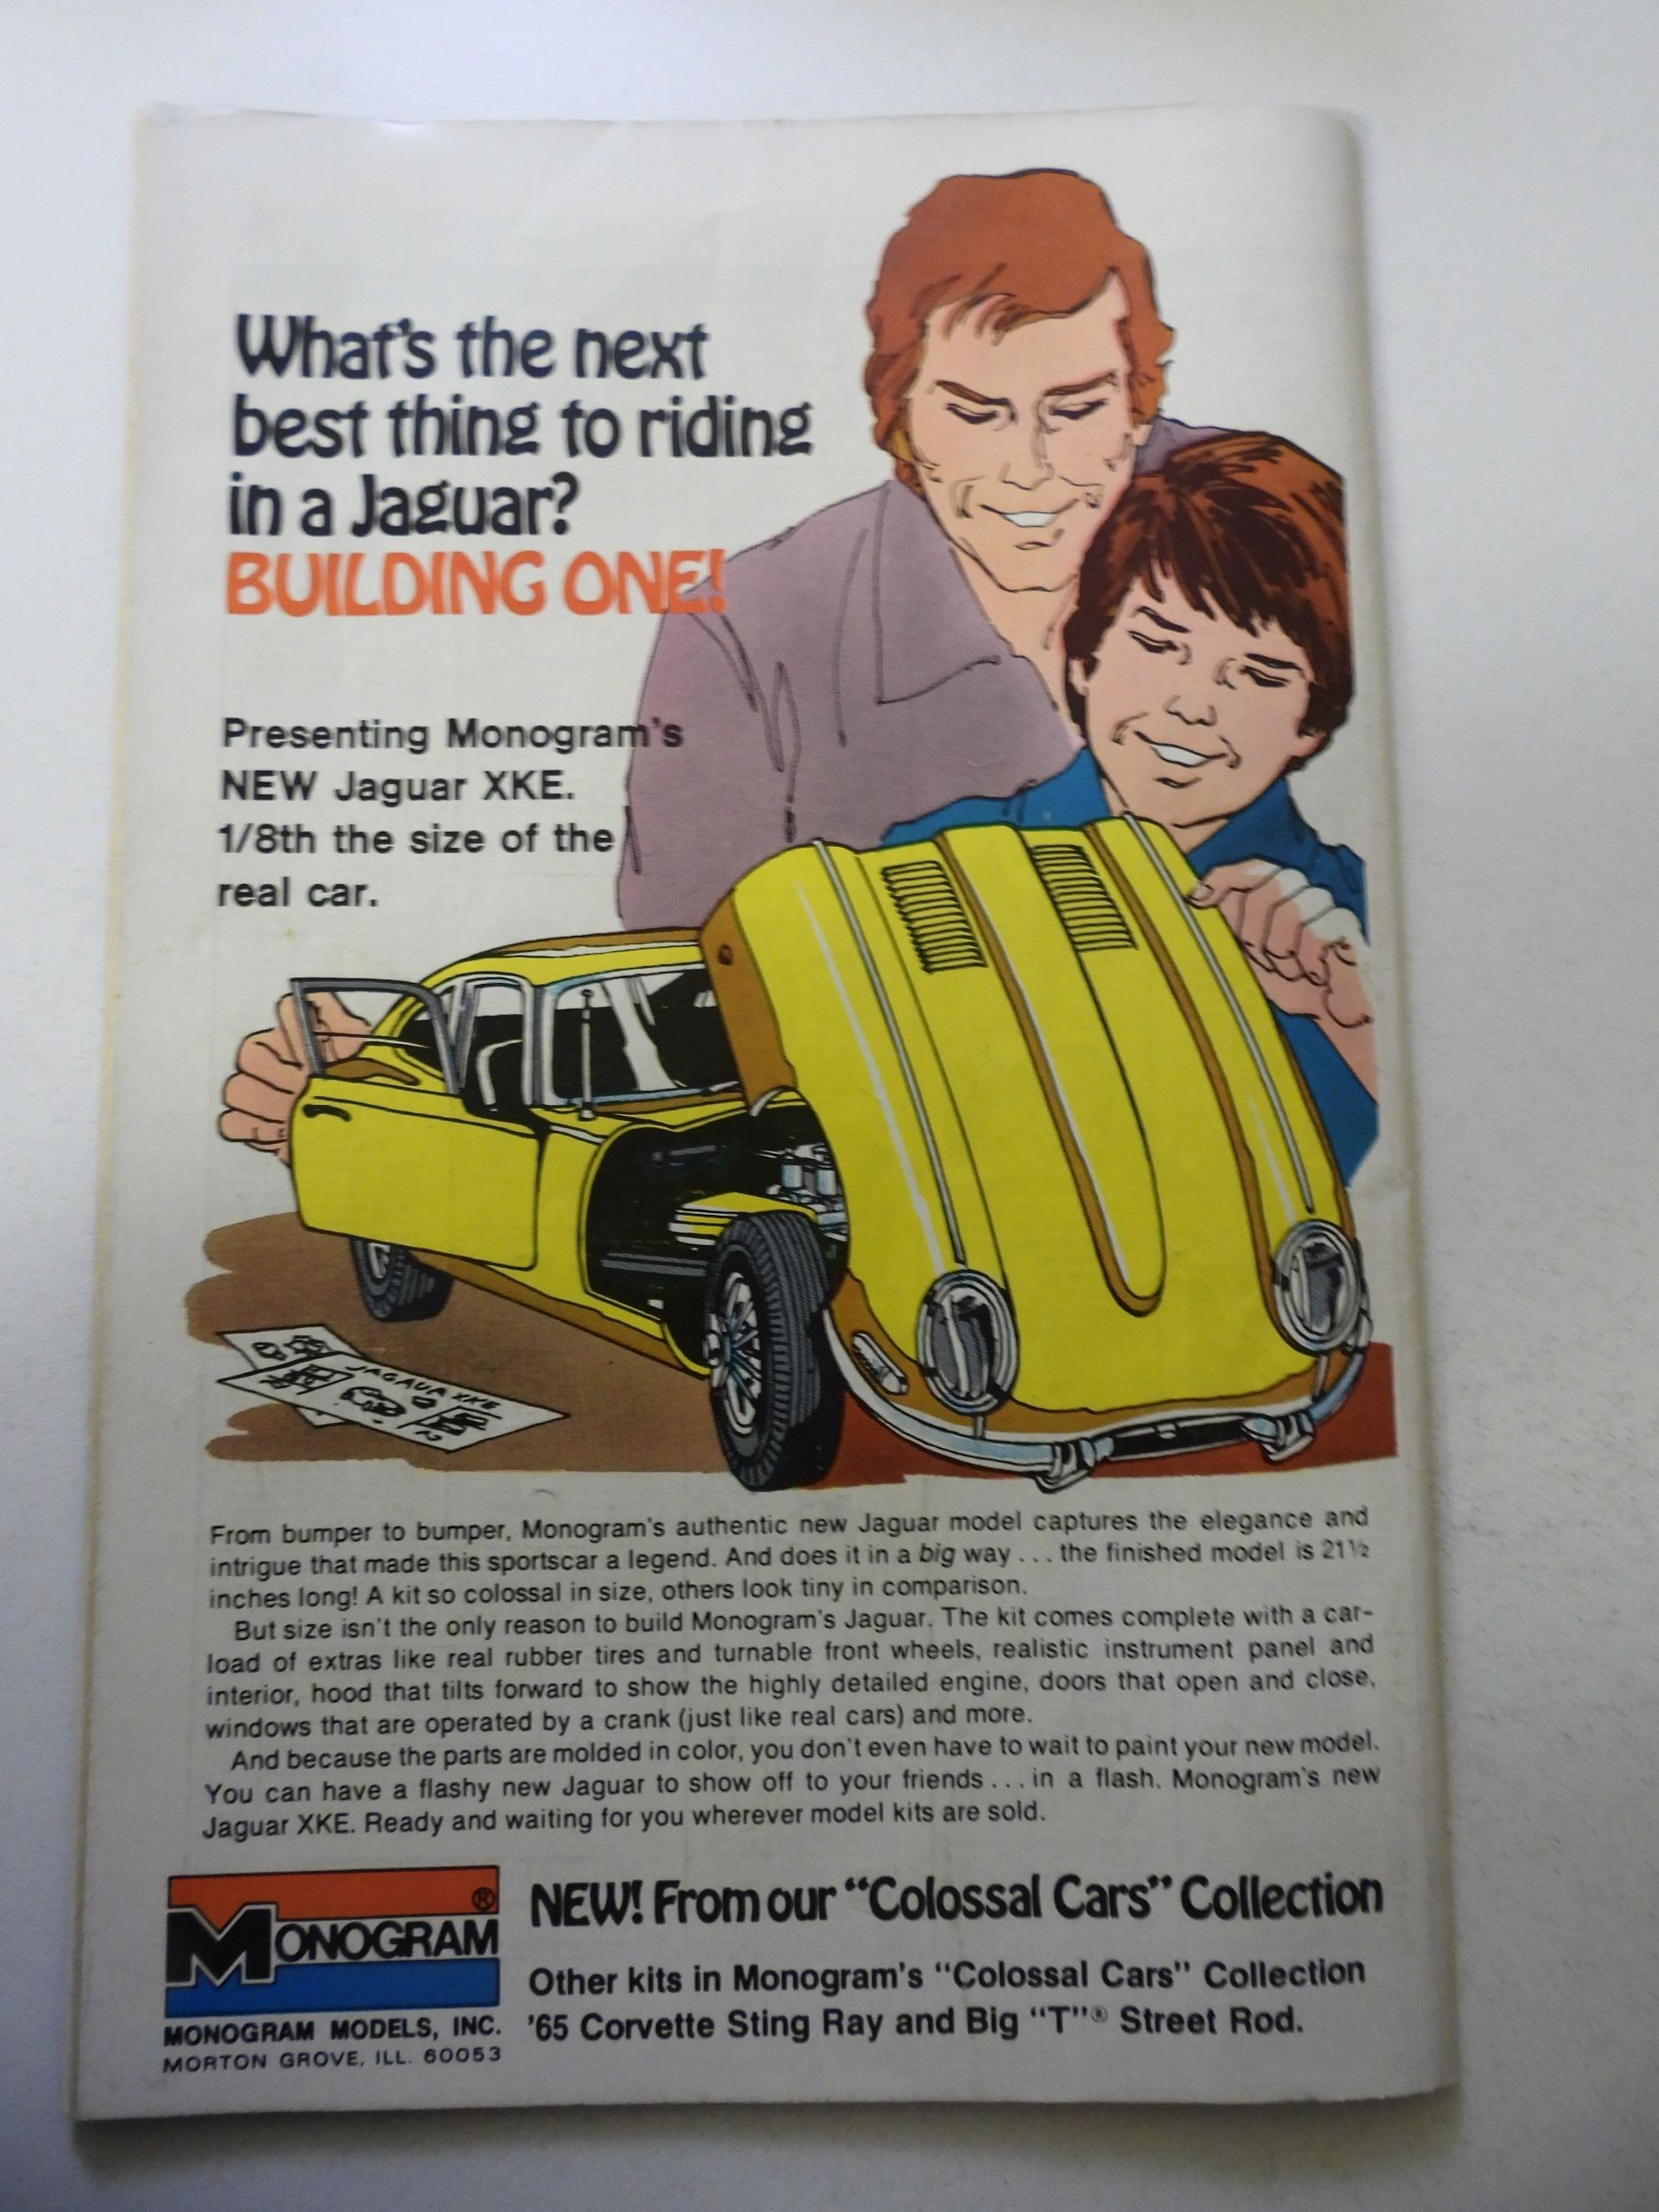 What's the next
best thing to riding
in a Jaguar?
BUILDING ONE!
Presenting Monogram's
NEW Jaguar XKE.
1/8th the size of the
real car.
JAGAUA XKE
From bumper to bumper, Monogram's authentic new Jaguar model captures the elegance and
intrigue that made this sportscar a legend. And does it in a big way . . . the finished model is 21½
inches long! A kit so colossal in size, others look tiny in comparison.
But size isn't the only reason to build Monogram's Jaguar. The kit comes complete with a car-
load of extras like real rubber tires and turnable front wheels, realistic instrument panel and
interior, hood that tilts forward to show the highly detailed engine, doors that open and close,
windows that are operated by a crank (just like real cars) and more.
And because the parts are molded in color, you don't even have to wait to paint your new model.
You can have a flashy new Jaguar to show off to your friends . . . in a flash. Monogram's new
Jaguar XKE. Ready and waiting for you wherever model kits are sold.
MONOGRAM ®
MONOGRAM MODELS, INC.
MORTON GROVE, ILL. 60053
NEW! From our “Colossal Cars” Collection
Other kits in Monogram's “Colossal Cars” Collection
'65 Corvette Sting Ray and Big “T”® Street Rod.